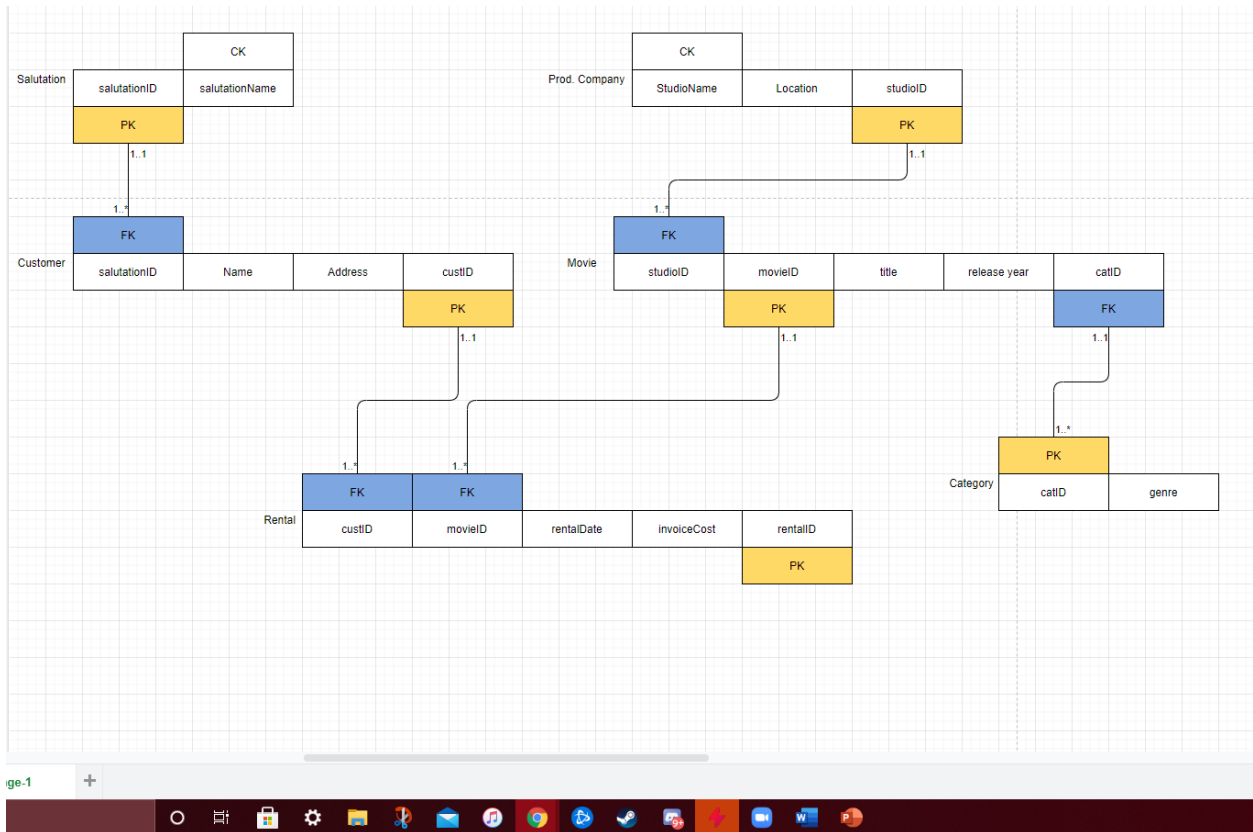 CK
Salutation
salutationID salutationName
PK
1..1
1..*
FK
Customer
salutationID Name Address custID
PK
1..1
CK
Prod. Company
StudioName Location studioID
PK
1..1
1..*
FK
Movie
studioID movieID title release year catID
PK FK
1..1 1..1
1..* 1..*
FK FK
Rental
custID movieID rentalDate invoiceCost rentalID
PK
1..*
PK
Category
catID genre
ge-1
9+
W
P